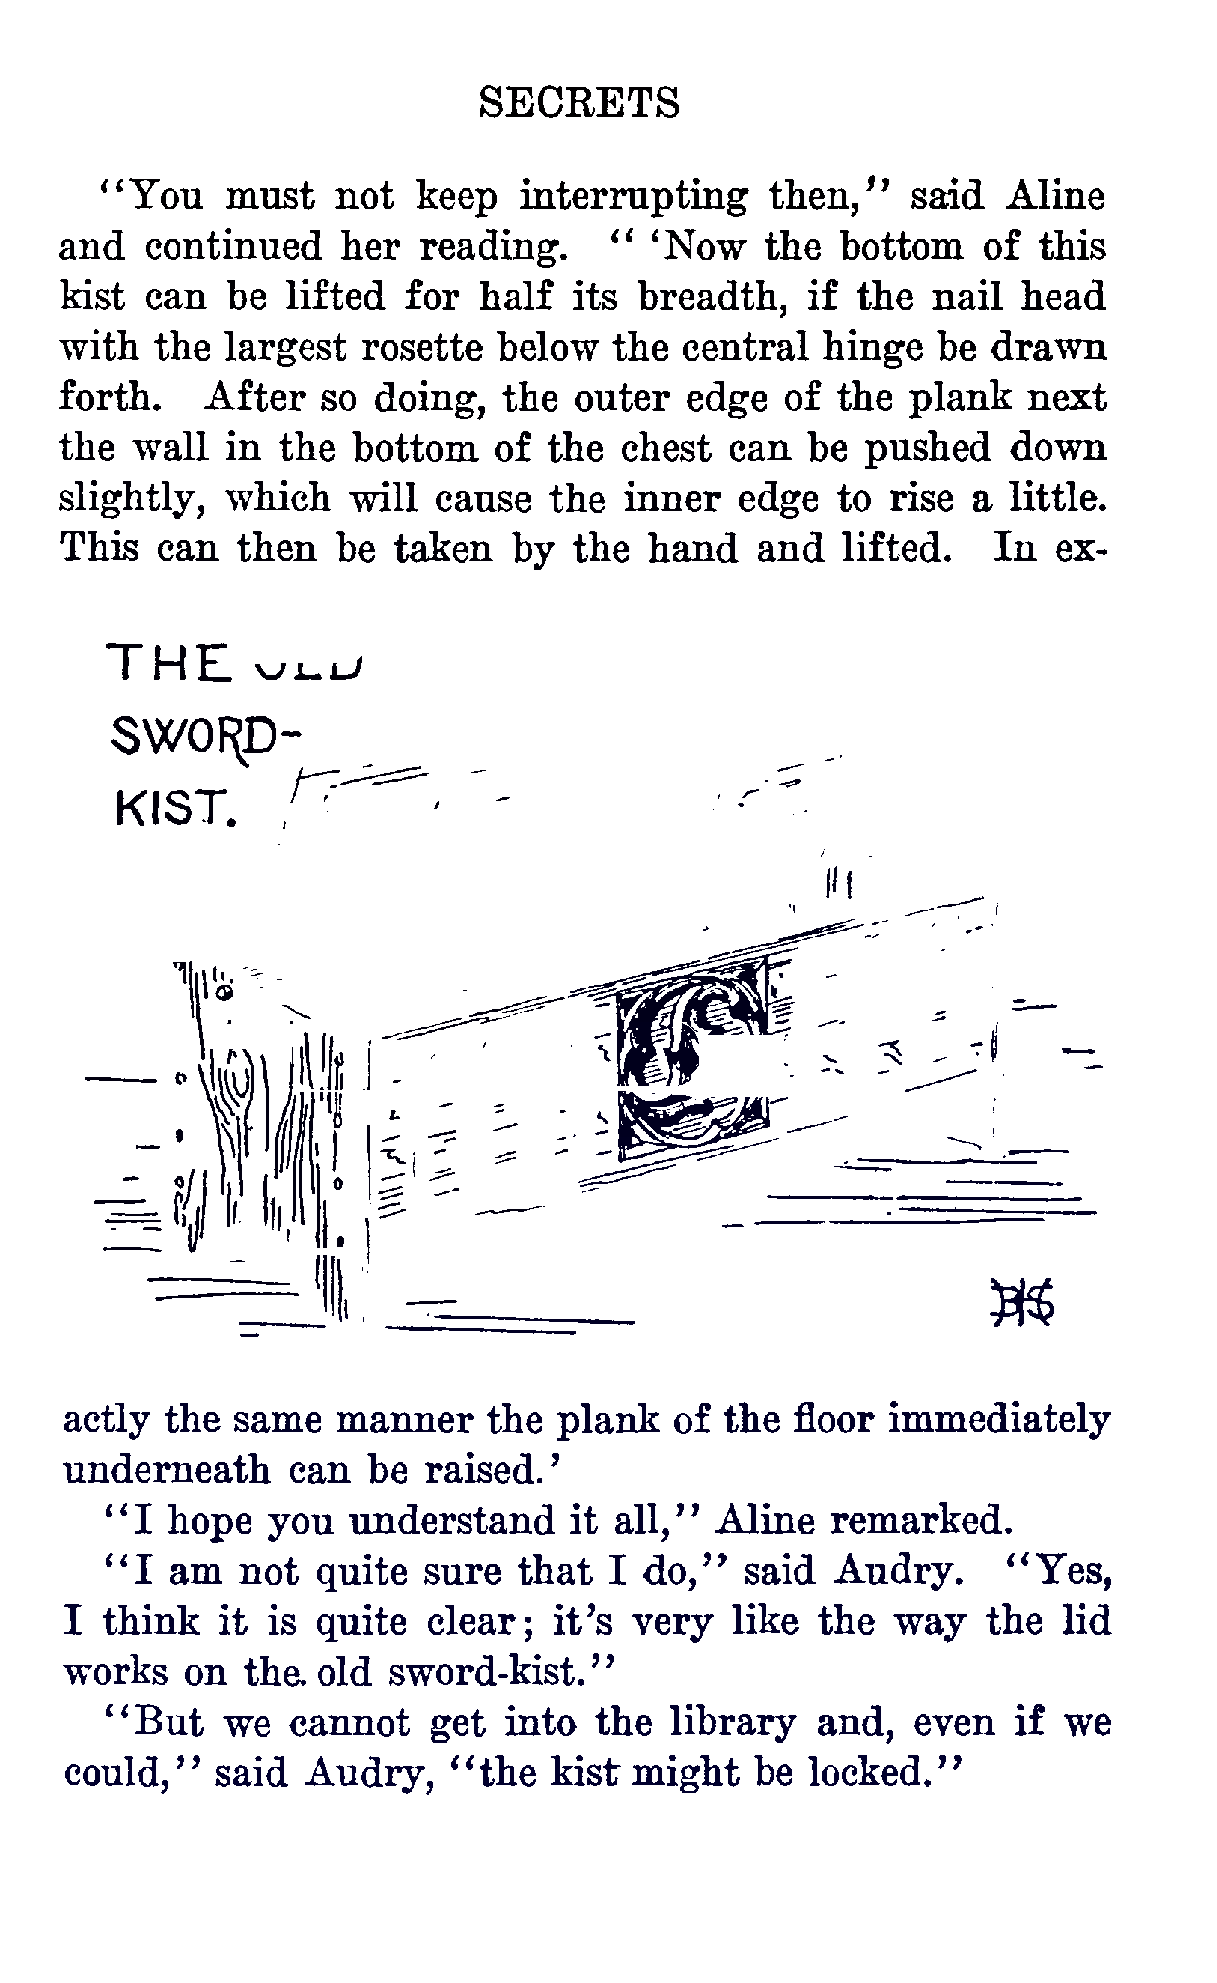 SECRETS
"You must not keep interrupting then," said Aline
and continued her reading. " 'Now the bottom of this
kist can be lifted for half its breadth, if the nail head
with the largest rosette below the central hinge be drawn
forth. After so doing, the outer edge of the plank next
the wall in the bottom of the chest can be pushed down
slightly, which will cause the inner edge to rise a little.
This can then be taken by the hand and lifted. In ex-
THE
SWORD-
KIST.
actly the same manner the plank of the floor immediately
underneath can be raised.'
"I hope you understand it all," Aline remarked.
"I am not quite sure that I do," said Audry. "Yes,
I think it is quite clear; it's very like the way the lid
works on the old sword-kist."
"But we cannot get into the library and, even if we
could," said Audry, "the kist might be locked."